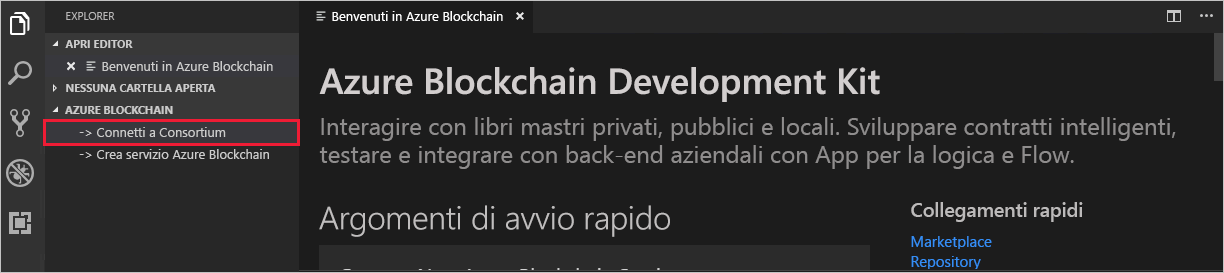 EXPLORER
APRI EDITOR
Benvenuti in Azure Blockchain
NESSUNA CARTELLA APERTA
AZURE BLOCKCHAIN
-> Connetti a Consortium
-> Crea servizio Azure Blockchain
Benvenuti in Azure Blockchain
Azure Blockchain Development Kit
Interagire con libri mastri privati, pubblici e locali. Sviluppare contratti intelligenti,
testare e integrare con back-end aziendali con App per la logica e Flow.
Argomenti di avvio rapido
Collegamenti rapidi
Marketplace
Repository